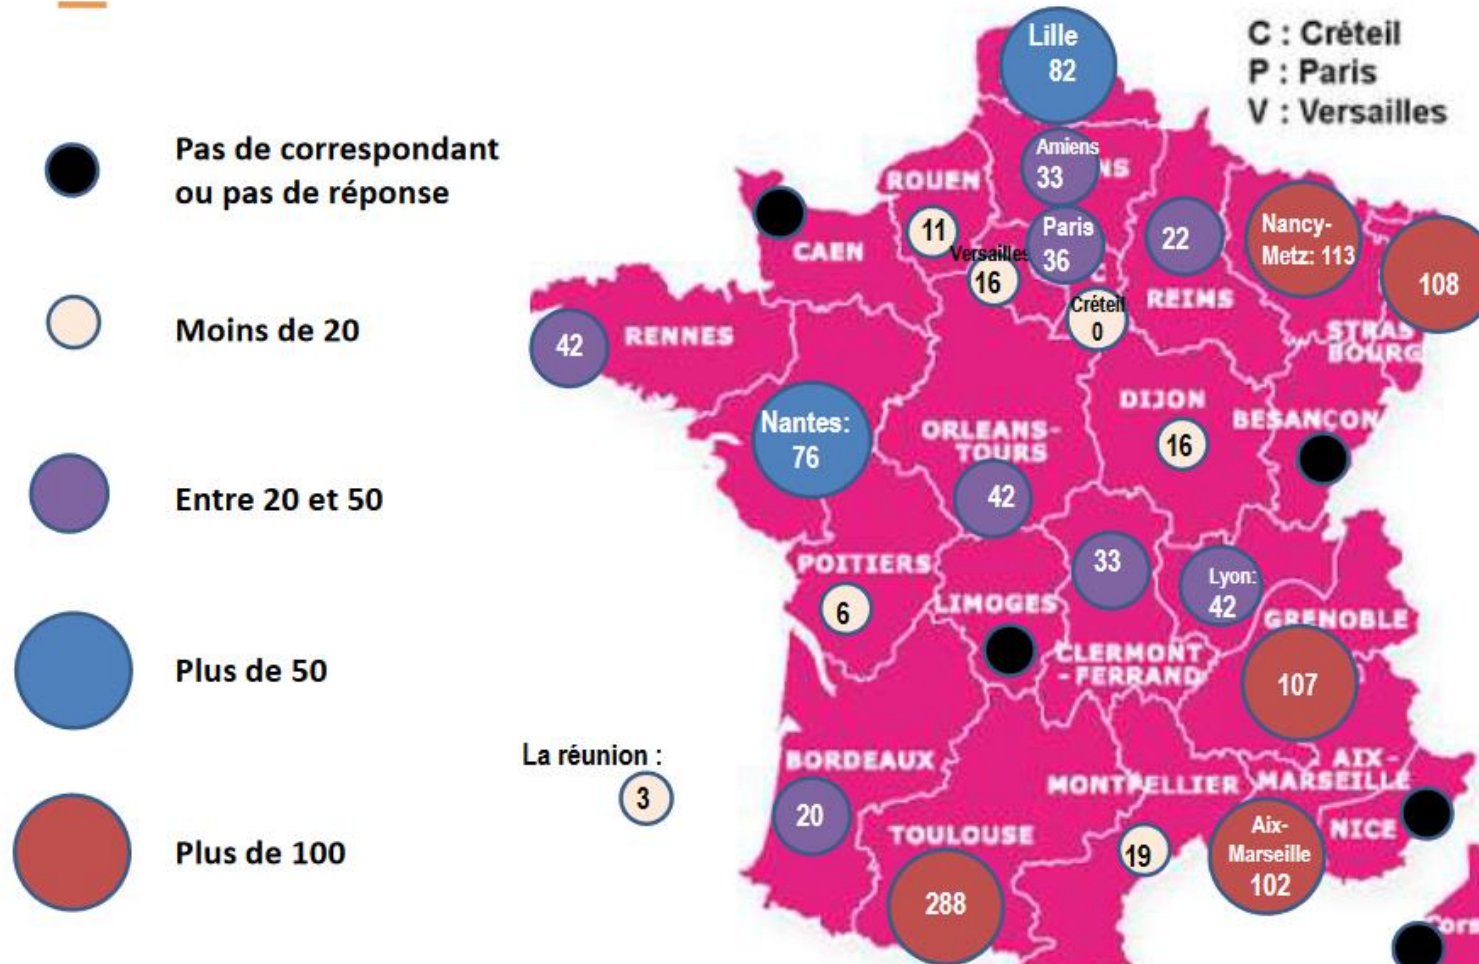 C : Créteil
P : Paris
V : Versailles
Pas de correspondant
ou pas de réponse
Moins de 20
Entre 20 et 50
Plus de 50
Plus de 100
La réunion :
3
Lille
82
Amiens
33
NS
ROUEN
11
CAEN
Versailles
16
Paris
36
C
Créteil
0
22
REIMS
Nancy-
Metz: 113
108
STRAS
BOURG
42
RENNES
Nantes:
76
ORLEANS-
TOURS
42
DIJON
16
BESANÇON
POITIERS
6
LIMOGES
33
CLERMONT
-FERRAND
Lyon:
42
GRENOBLE
107
BORDEAUX
20
TOULOUSE
288
MONTPELLIER
19
AIX-
MARSEILLE
Aix-
Marseille
102
NICE
Cors